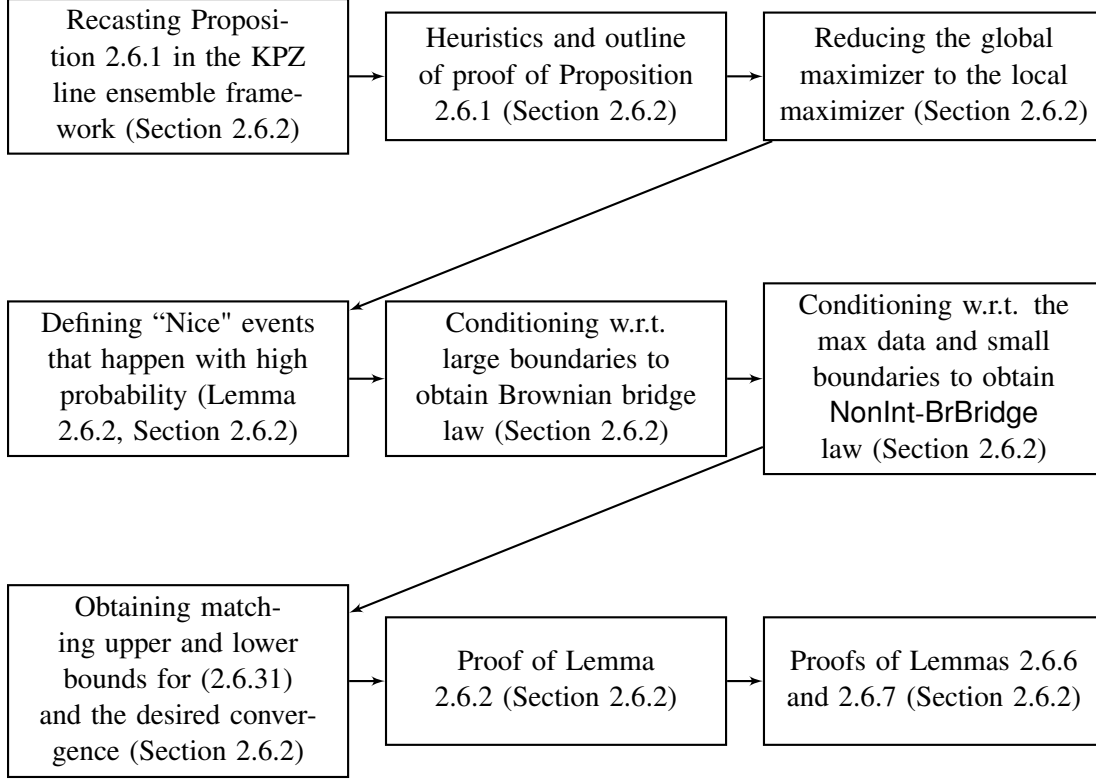 Recasting Proposi-
tion 2.6.1 in the KPZ
line ensemble frame-
work (Section 2.6.2)
Heuristics and outline
of proof of Proposition
2.6.1 (Section 2.6.2)
Reducing the global
maximizer to the local
maximizer (Section 2.6.2)
Defining “Nice" events
that happen with high
probability (Lemma
2.6.2, Section 2.6.2)
Conditioning w.r.t.
large boundaries to
obtain Brownian bridge
law (Section 2.6.2)
Conditioning w.r.t. the
max data and small
boundaries to obtain
NonInt-BrBridge
law (Section 2.6.2)
Obtaining match-
ing upper and lower
bounds for (2.6.31)
and the desired conver-
gence (Section 2.6.2)
Proof of Lemma
2.6.2 (Section 2.6.2)
Proofs of Lemmas 2.6.6
and 2.6.7 (Section 2.6.2)